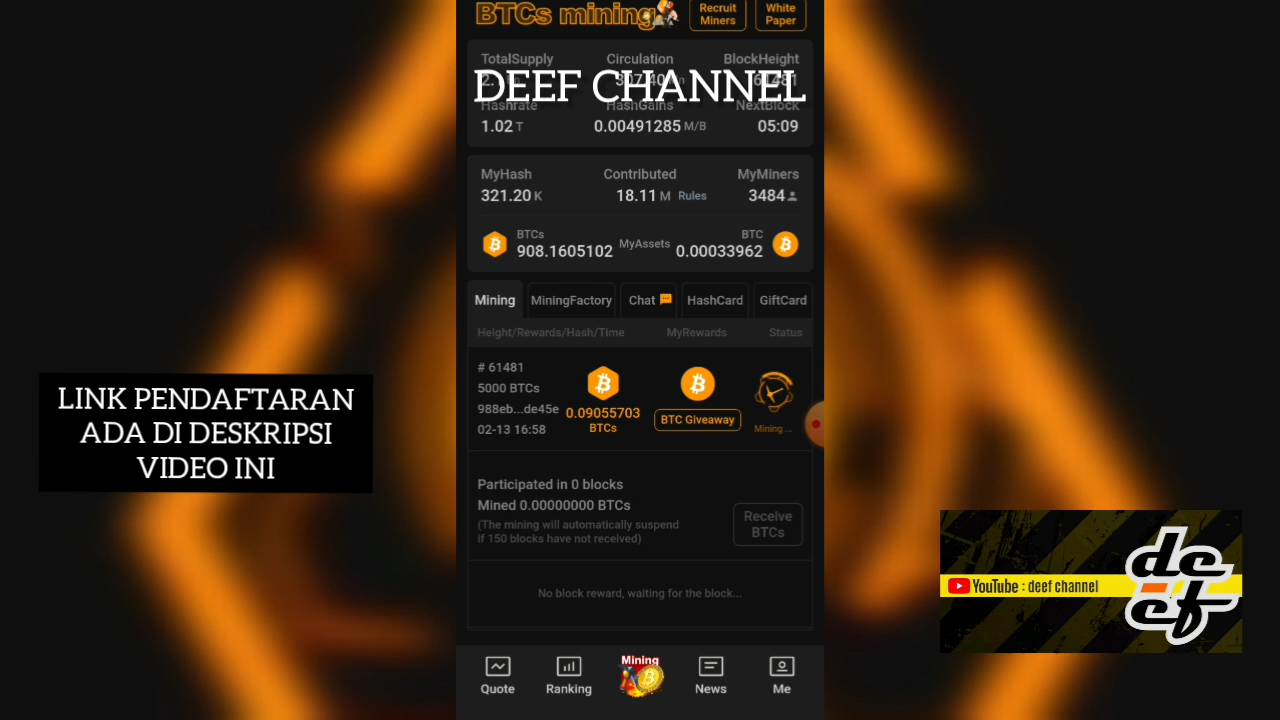 BTCs mining
Recruit Miners
White Paper
TotalSupply Circulation BlockHeight
DEEF CHANNEL
Hashrate HashGains NextBlock
1.02 T 0.00491285 M/B 05:09
MyHash Contributed MyMiners
321.20 K 18.11 M Rules 3484
BTCs BTC
908.1605102 MyAssets 0.00033962
Mining MiningFactory Chat HashCard GiftCard
Height/Rewards/Hash/Time MyRewards Status
# 61481
5000 BTCs
988eb...de45e
02-13 16:58
0.09055703
BTCs
BTC Giveaway
Mining ...
Participated in 0 blocks
Mined 0.00000000 BTCs
(The mining will automatically suspend
if 150 blocks have not received)
Receive
BTCs
No block reward, waiting for the block...
Mining
Quote Ranking News Me
LINK PENDAFTARAN
ADA DI DESKRIPSI
VIDEO INI
YouTube : deef channel
deef